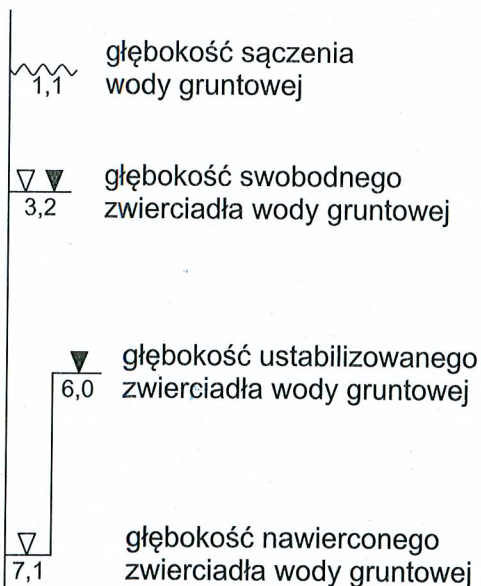 głębokość sączenia
1,1 wody gruntowej
głębokość swobodnego
3,2 zwierciadła wody gruntowej
głębokość ustabilizowanego
6,0 zwierciadła wody gruntowej
głębokość nawierconego
7,1 zwierciadła wody gruntowej